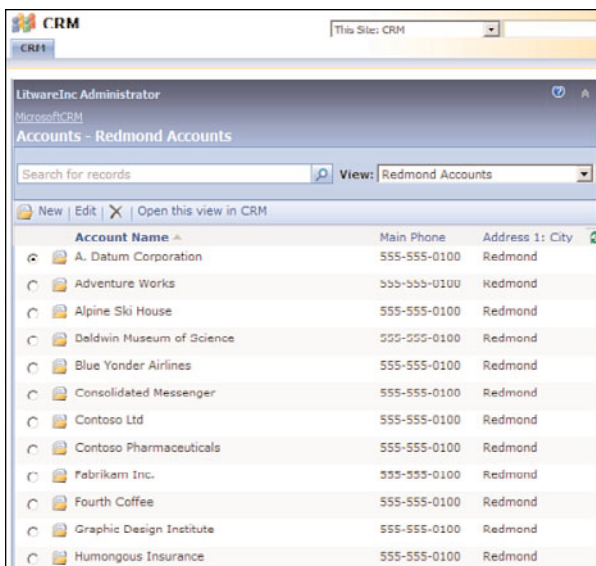 CRM
This Site: CRM
CRM
LitwareInc Administrator
MicrosoftCRM
Accounts - Redmond Accounts
Search for records View: Redmond Accounts
New | Edit | | Open this view in CRM
Account Name Main Phone Address 1: City
A. Datum Corporation 555-555-0100 Redmond
Adventure Works 555-555-0100 Redmond
Alpine Ski House 555-555-0100 Redmond
Baldwin Museum of Science 555-555-0100 Redmond
Blue Yonder Airlines 555-555-0100 Redmond
Consolidated Messenger 555-555-0100 Redmond
Contoso Ltd 555-555-0100 Redmond
Contoso Pharmaceuticals 555-555-0100 Redmond
Fabrikam Inc. 555-555-0100 Redmond
Fourth Coffee 555-555-0100 Redmond
Graphic Design Institute 555-555-0100 Redmond
Humongous Insurance 555-555-0100 Redmond